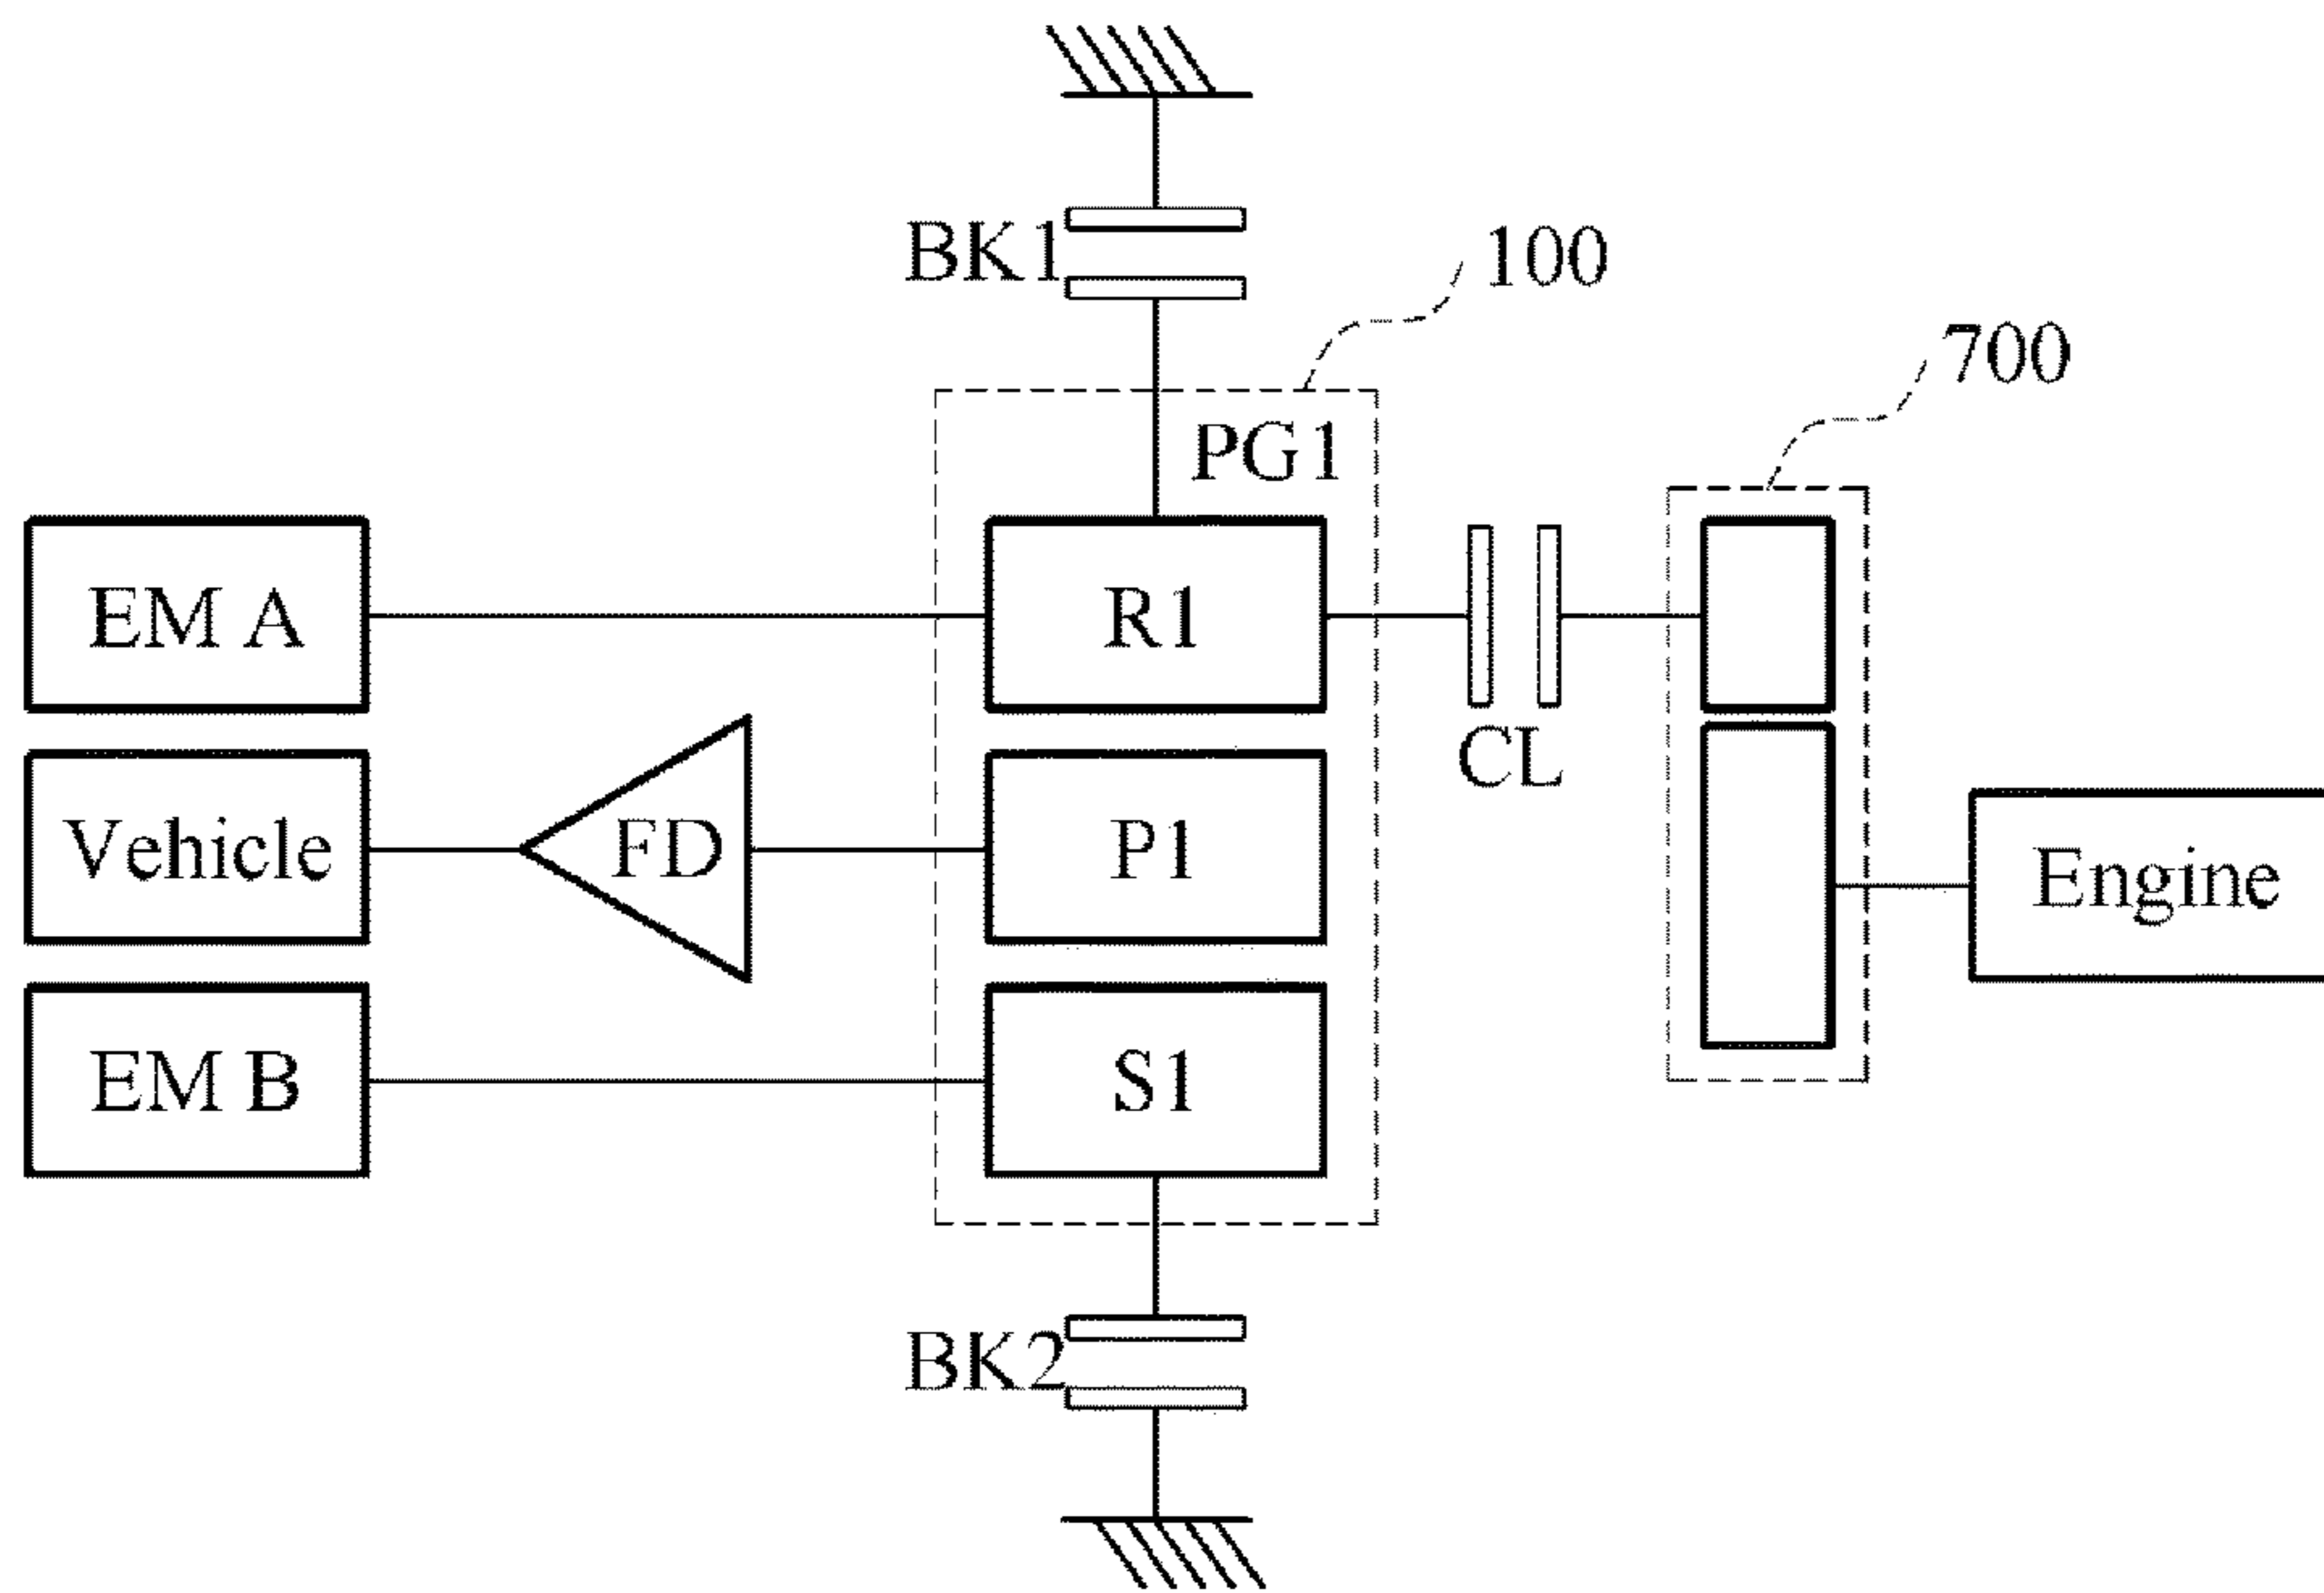 BK1
100
700
PG1
EM A
R1
CL
Vehicle
FD
P1
Engine
EM B
S1
BK2